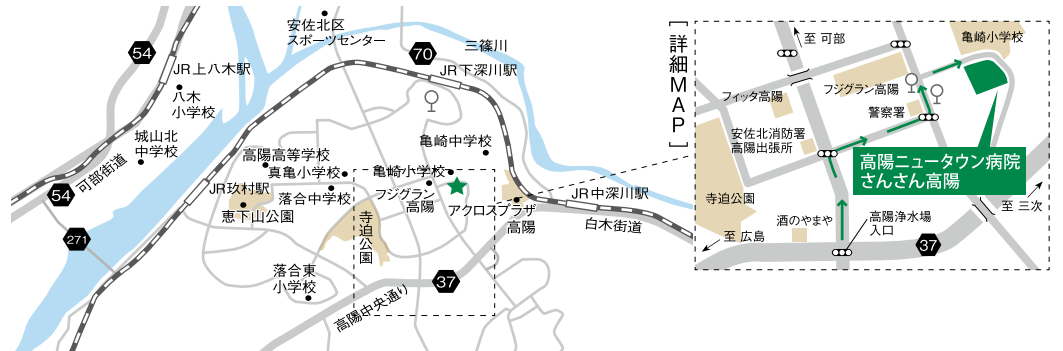 安佐北区
スポーツセンター
54
70
三篠川
JR上八木駅
JR下深川駅
八木
小学校
城山北
中学校
亀崎中学校
高陽高等学校
真亀小学校
亀崎小学校
JR玖村駅
落合中学校
フジグラン
高陽
恵下山公園
アクロスプラザ
高陽
JR中深川駅
白木街道
寺迫公園
54
可部街道
271
落合東
小学校
37
高陽中央通り
[詳細MAP]
至 可部
亀崎小学校
フィッタ高陽
フジグラン高陽
警察署
安佐北消防署
高陽出張所
高陽ニュータウン病院
さんさん高陽
寺迫公園
至 三次
酒のやまや
高陽浄水場
入口
至 広島
37